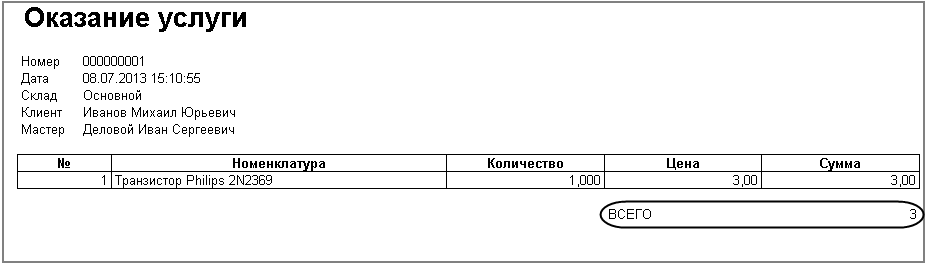 Оказание услуги
Номер 000000001
Дата 08.07.2013 15:10:55
Склад Основной
Клиент Иванов Михаил Юрьевич
Мастер Деловой Иван Сергеевич
№ Номенклатура Количество Цена Сумма
1 Транзистор Philips 2N2369 1,000 3,00 3,00
ВСЕГО 3